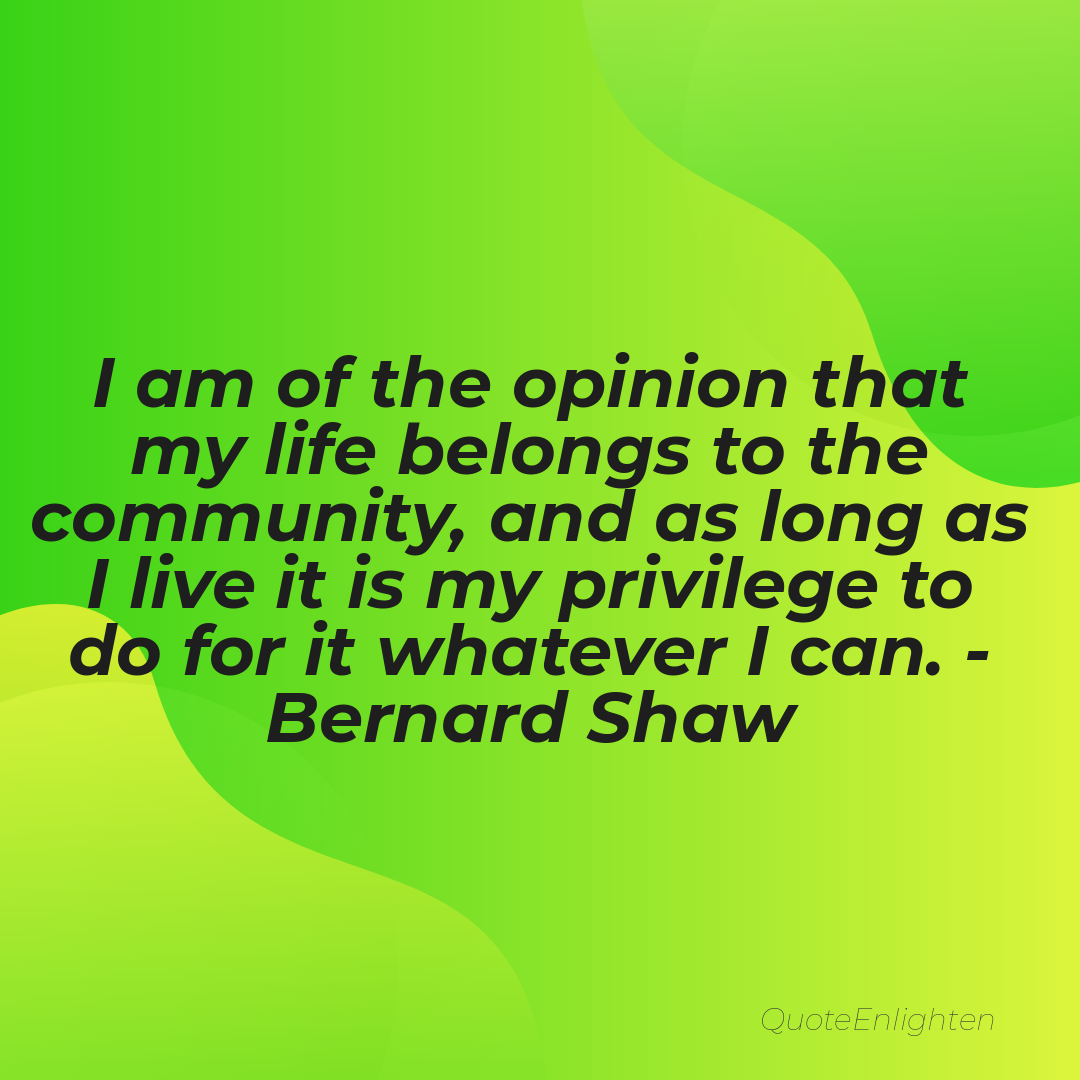 I am of the opinion that
my life belongs to the
community, and as long as
I live it is my privilege to
do for it whatever I can. -
Bernard Shaw
QuoteEnlighten